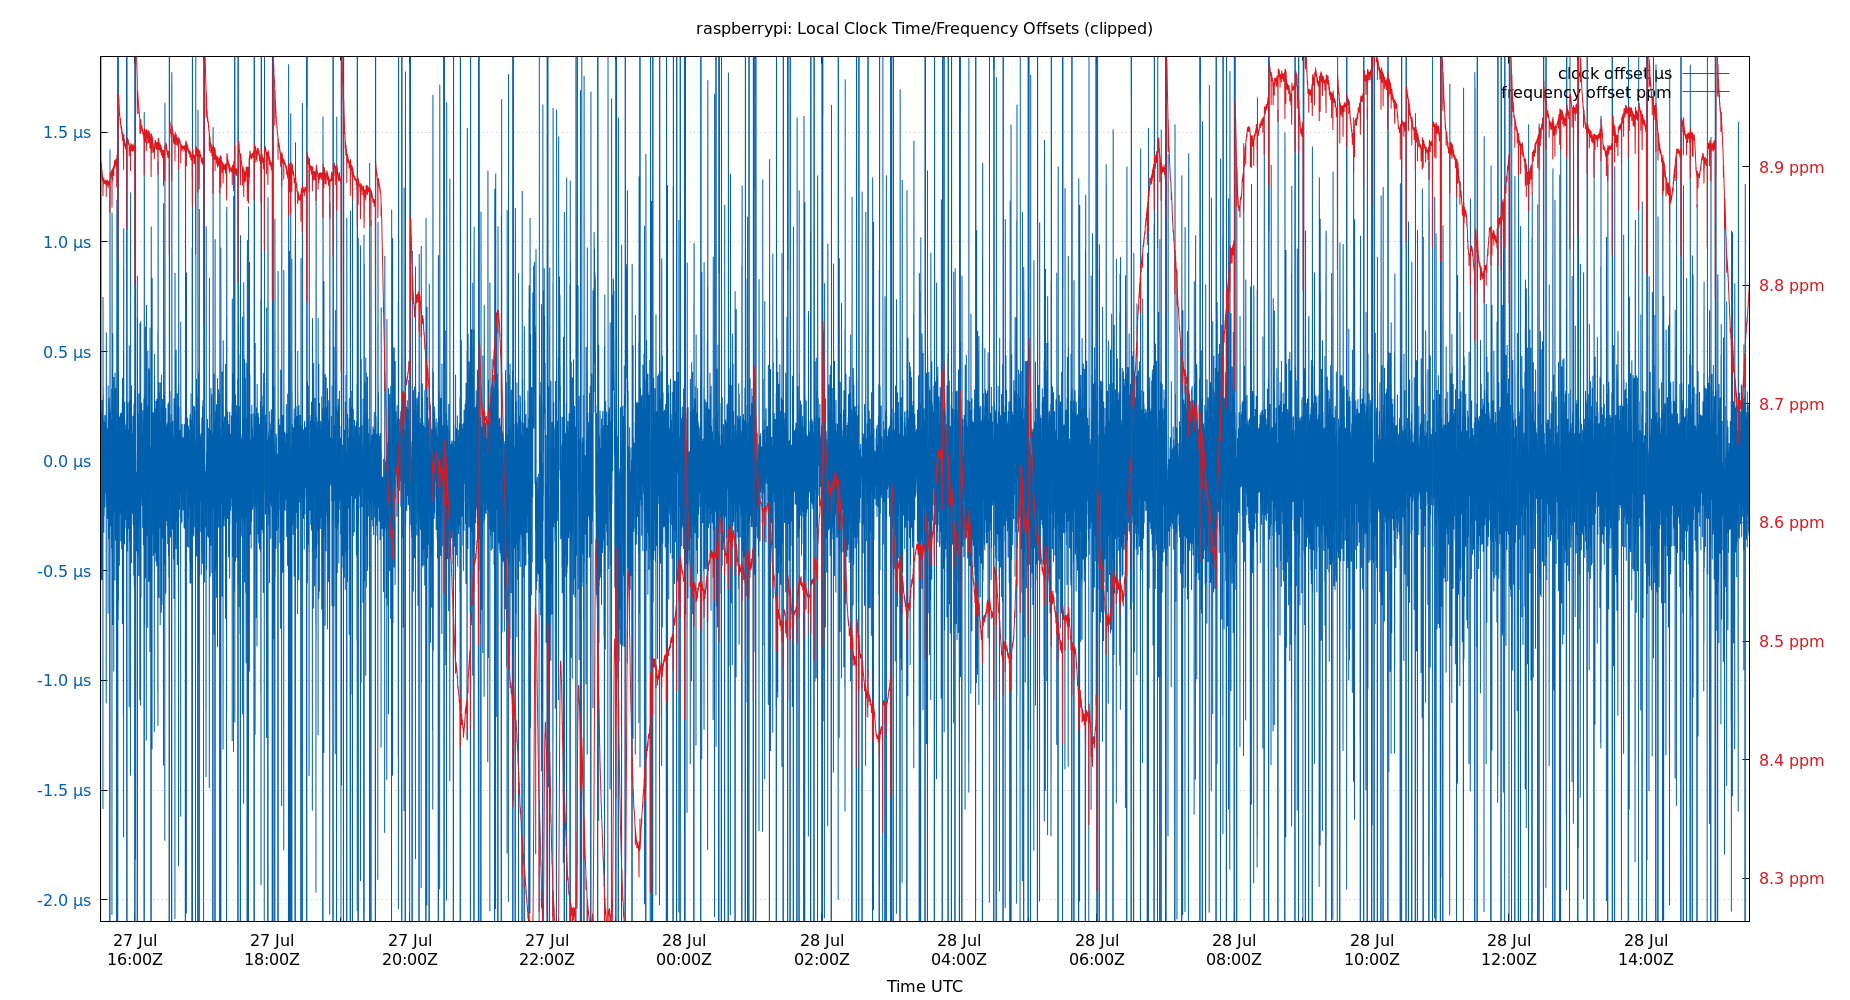 raspberrypi: Local Clock Time/Frequency Offsets (clipped)
clock offset µs
frequency offset ppm
1.5 µs
1.0 µs
0.5 µs
0.0 µs
-0.5 µs
-1.0 µs
-1.5 µs
-2.0 µs
8.9 ppm
8.8 ppm
8.7 ppm
8.6 ppm
8.5 ppm
8.4 ppm
8.3 ppm
27 Jul 27 Jul 27 Jul 27 Jul 28 Jul 28 Jul 28 Jul 28 Jul 28 Jul 28 Jul 28 Jul 28 Jul
16:00Z 18:00Z 20:00Z 22:00Z 00:00Z 02:00Z 04:00Z 06:00Z 08:00Z 10:00Z 12:00Z 14:00Z
Time UTC